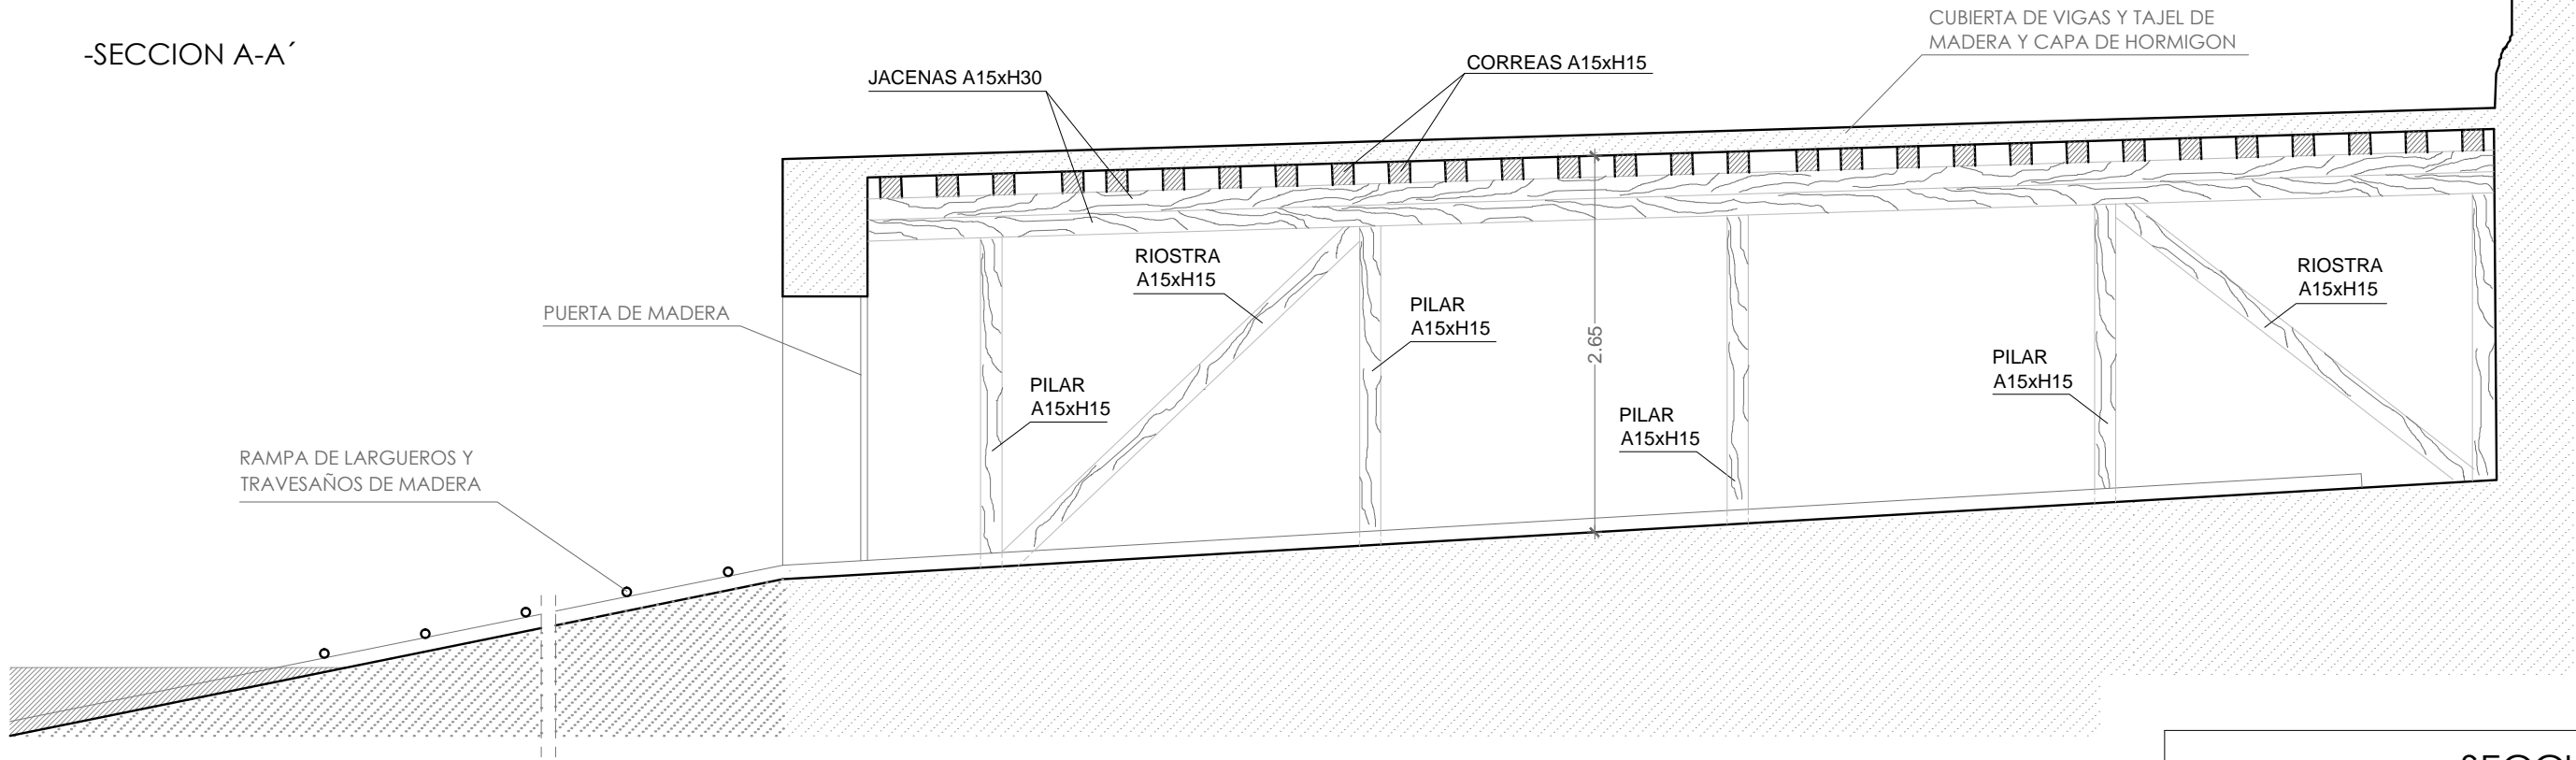 -SECCION A-A´
CUBIERTA DE VIGAS Y TAJEL DE
MADERA Y CAPA DE HORMIGON
JACENAS A15xH30
CORREAS A15xH15
RIOSTRA
A15xH15
RIOSTRA
A15xH15
PUERTA DE MADERA
PILAR
A15xH15
2.65
PILAR
A15xH15
PILAR
A15xH15
PILAR
A15xH15
RAMPA DE LARGUEROS Y
TRAVESAÑOS DE MADERA